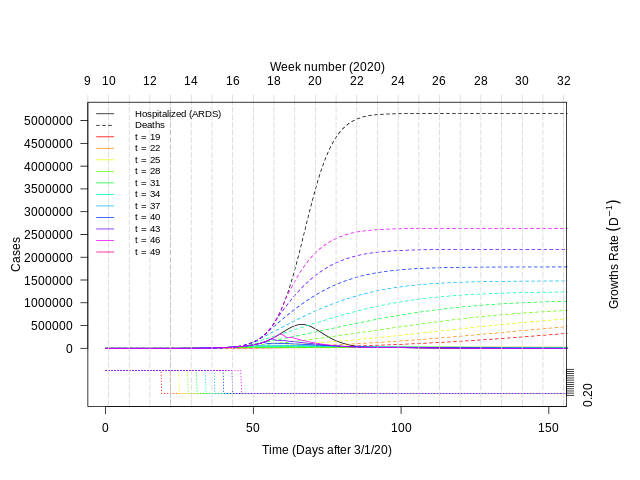 Week number (2020)
9 10 12 14 16 18 20 22 24 26 28 30 32
5000000
4500000
4000000
3500000
3000000
2500000
2000000
1500000
1000000
500000
0
Cases
Hospitalized (ARDS)
Deaths
t = 19
t = 22
t = 25
t = 28
t = 31
t = 34
t = 37
t = 40
t = 43
t = 46
t = 49
Growths Rate (D⁻¹)
0.20
0 50 100 150
Time (Days after 3/1/20)